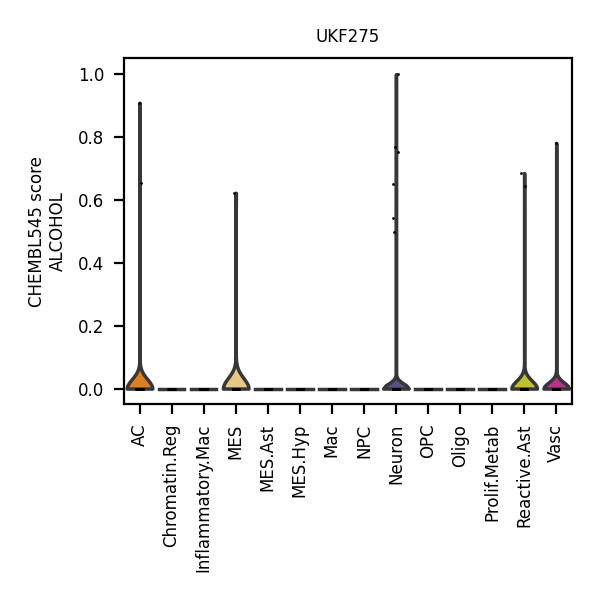 UKF275
CHEMBL545 score
ALCOHOL
1.0
0.8
0.6
0.4
0.2
0.0
AC
Chromatin.Reg
Inflammatory.Mac
MES
MES.Ast
MES.Hyp
Mac
NPC
Neuron
OPC
Oligo
Prolif.Metab
Reactive.Ast
Vasc